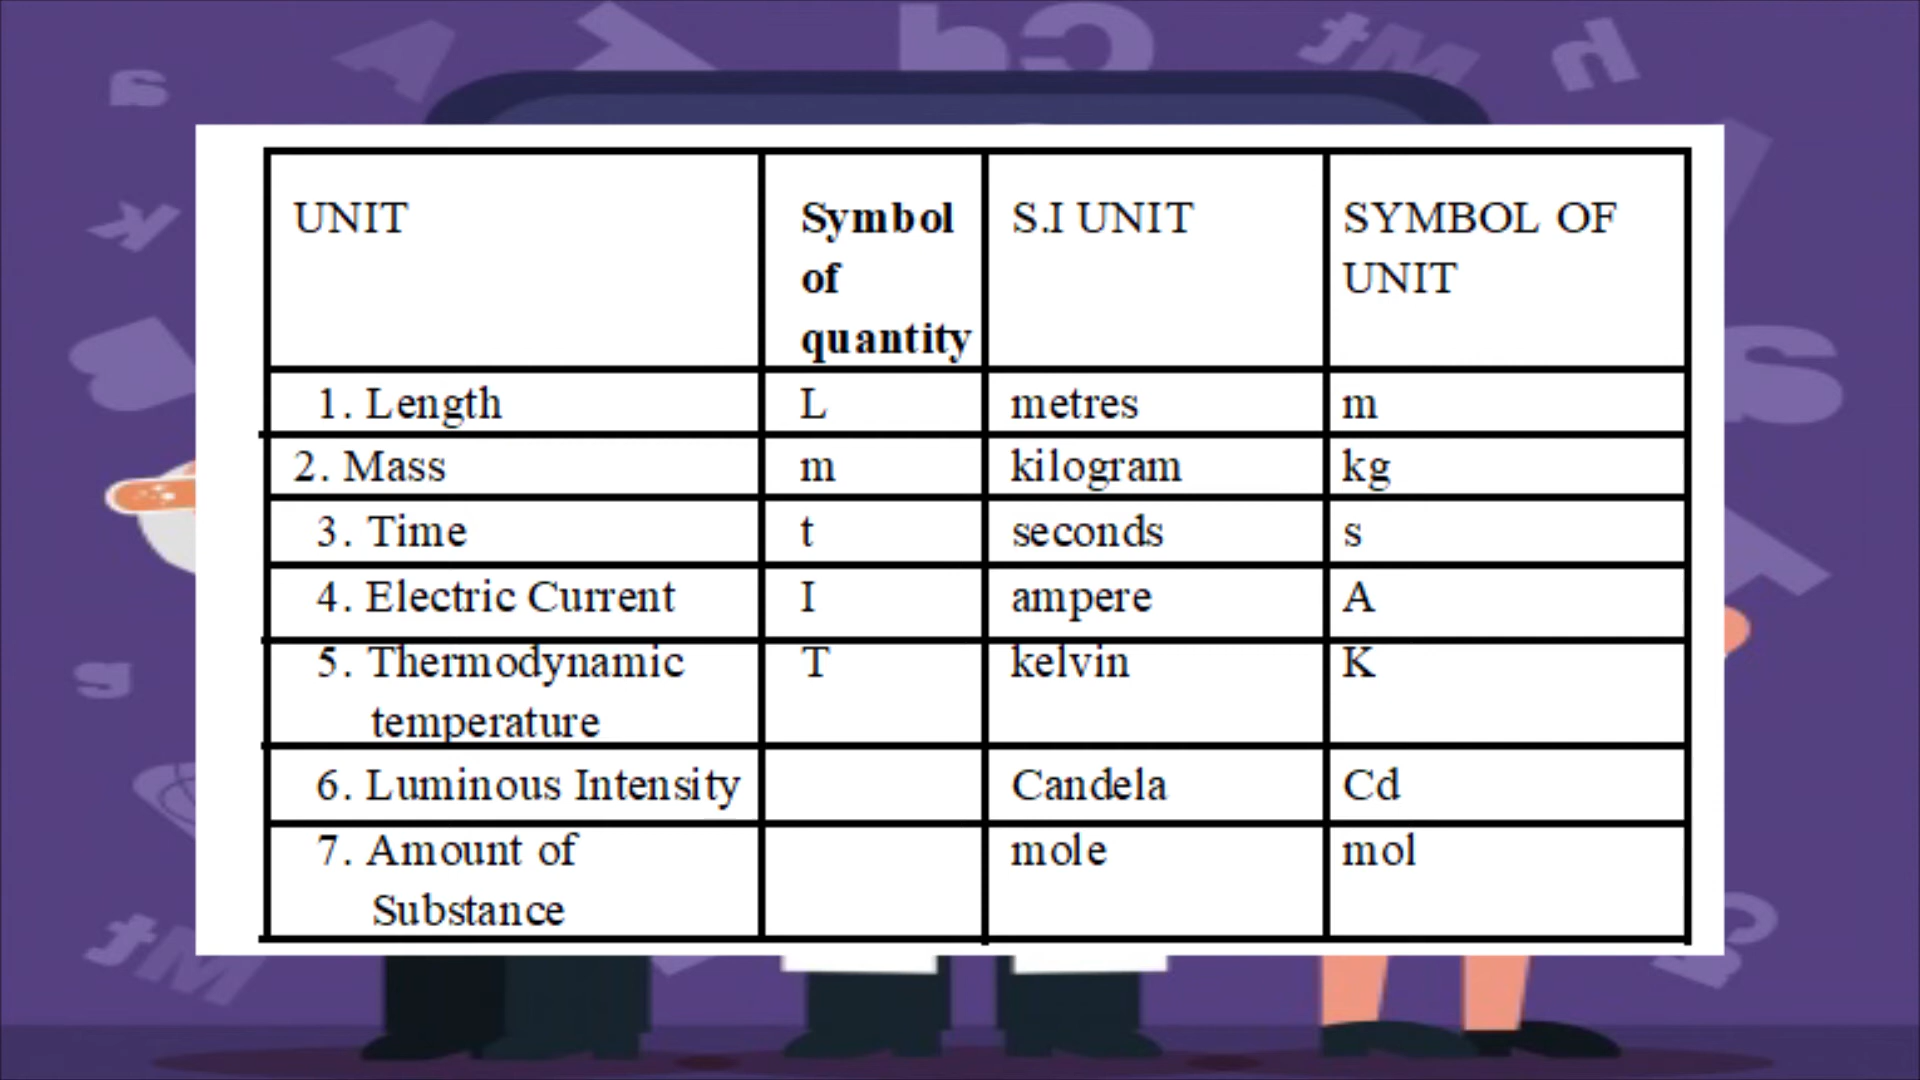 UNIT Symbol of quantity S.I UNIT SYMBOL OF UNIT
1. Length L metres m
2. Mass m kilogram kg
3. Time t seconds s
4. Electric Current I ampere A
5. Thermodynamic temperature T kelvin K
6. Luminous Intensity Candela Cd
7. Amount of Substance mole mol